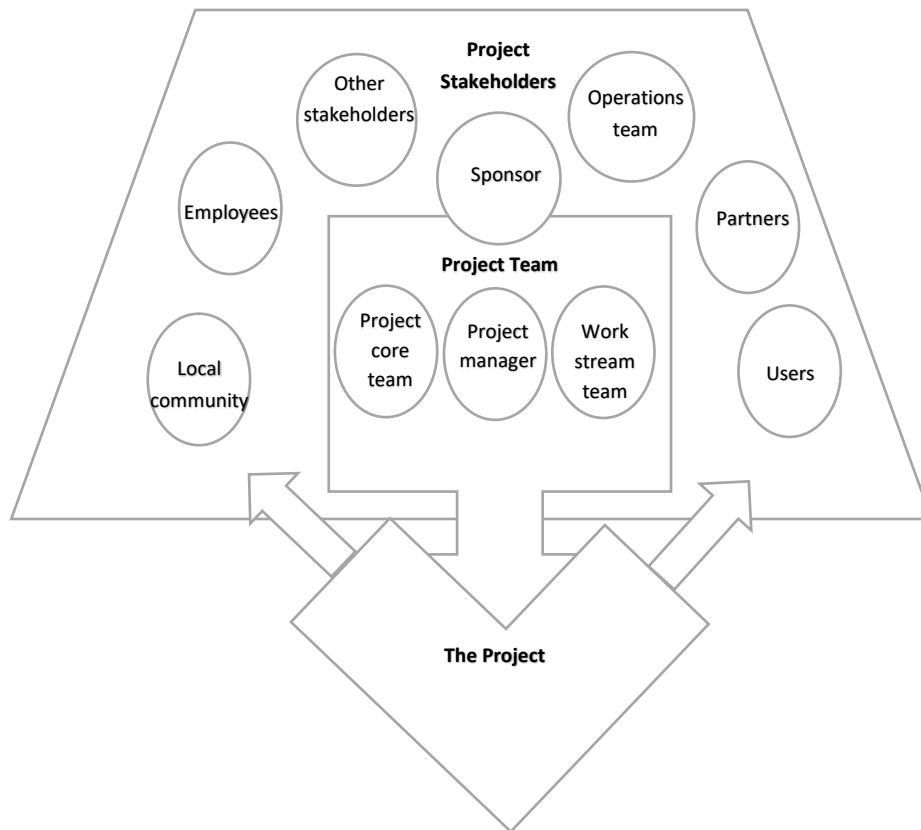 Project
Stakeholders
Other
stakeholders
Operations
team
Sponsor
Employees
Partners
Project Team
Project
core
team
Project
manager
Work
stream
team
Local
community
Users
The Project